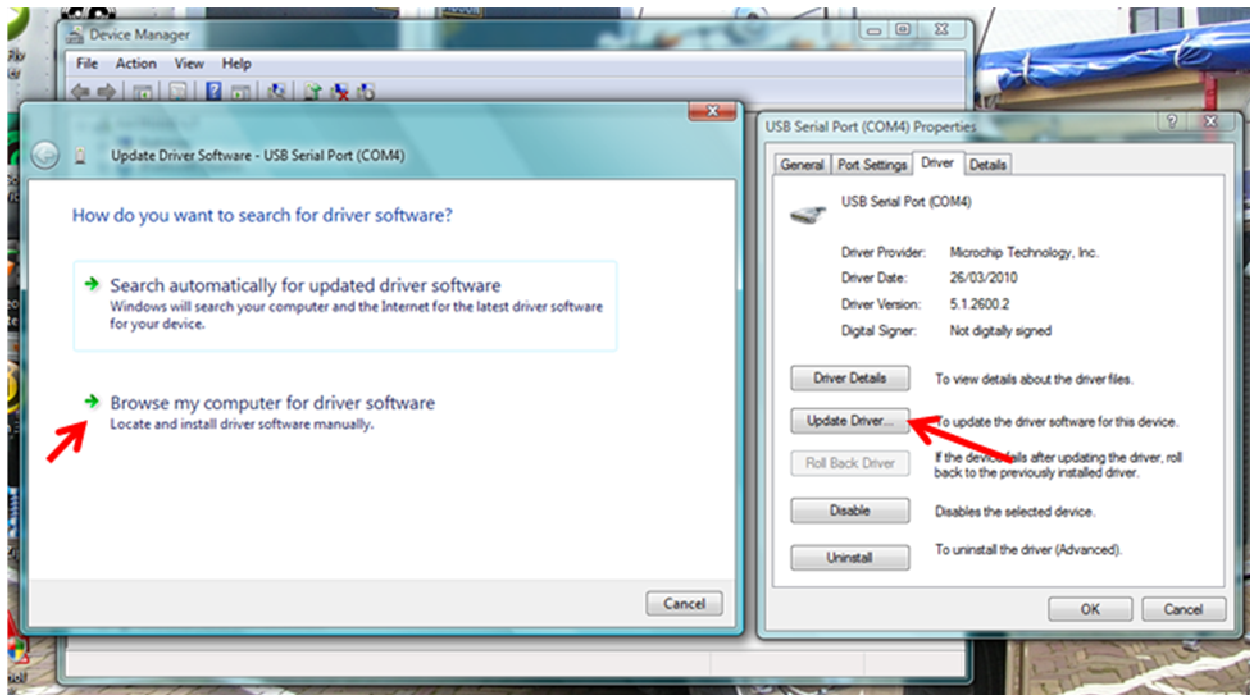 Device Manager
File Action View Help
Update Driver Software - USB Serial Port (COM4)
How do you want to search for driver software?
Search automatically for updated driver software
Windows will search your computer and the Internet for the latest driver software
for your device.
Browse my computer for driver software
Locate and install driver software manually.
Cancel
USB Serial Port (COM4) Properties
General Port Settings Driver Details
USB Serial Port (COM4)
Driver Provider: Microchip Technology, Inc.
Driver Date: 26/03/2010
Driver Version: 5.1.2600.2
Digital Signer: Not digitally signed
Driver Details To view details about the driver files.
Update Driver... To update the driver software for this device.
Roll Back Driver If the device fails after updating the driver, roll
back to the previously installed driver.
Disable Disables the selected device.
Uninstall To uninstall the driver (Advanced).
OK Cancel